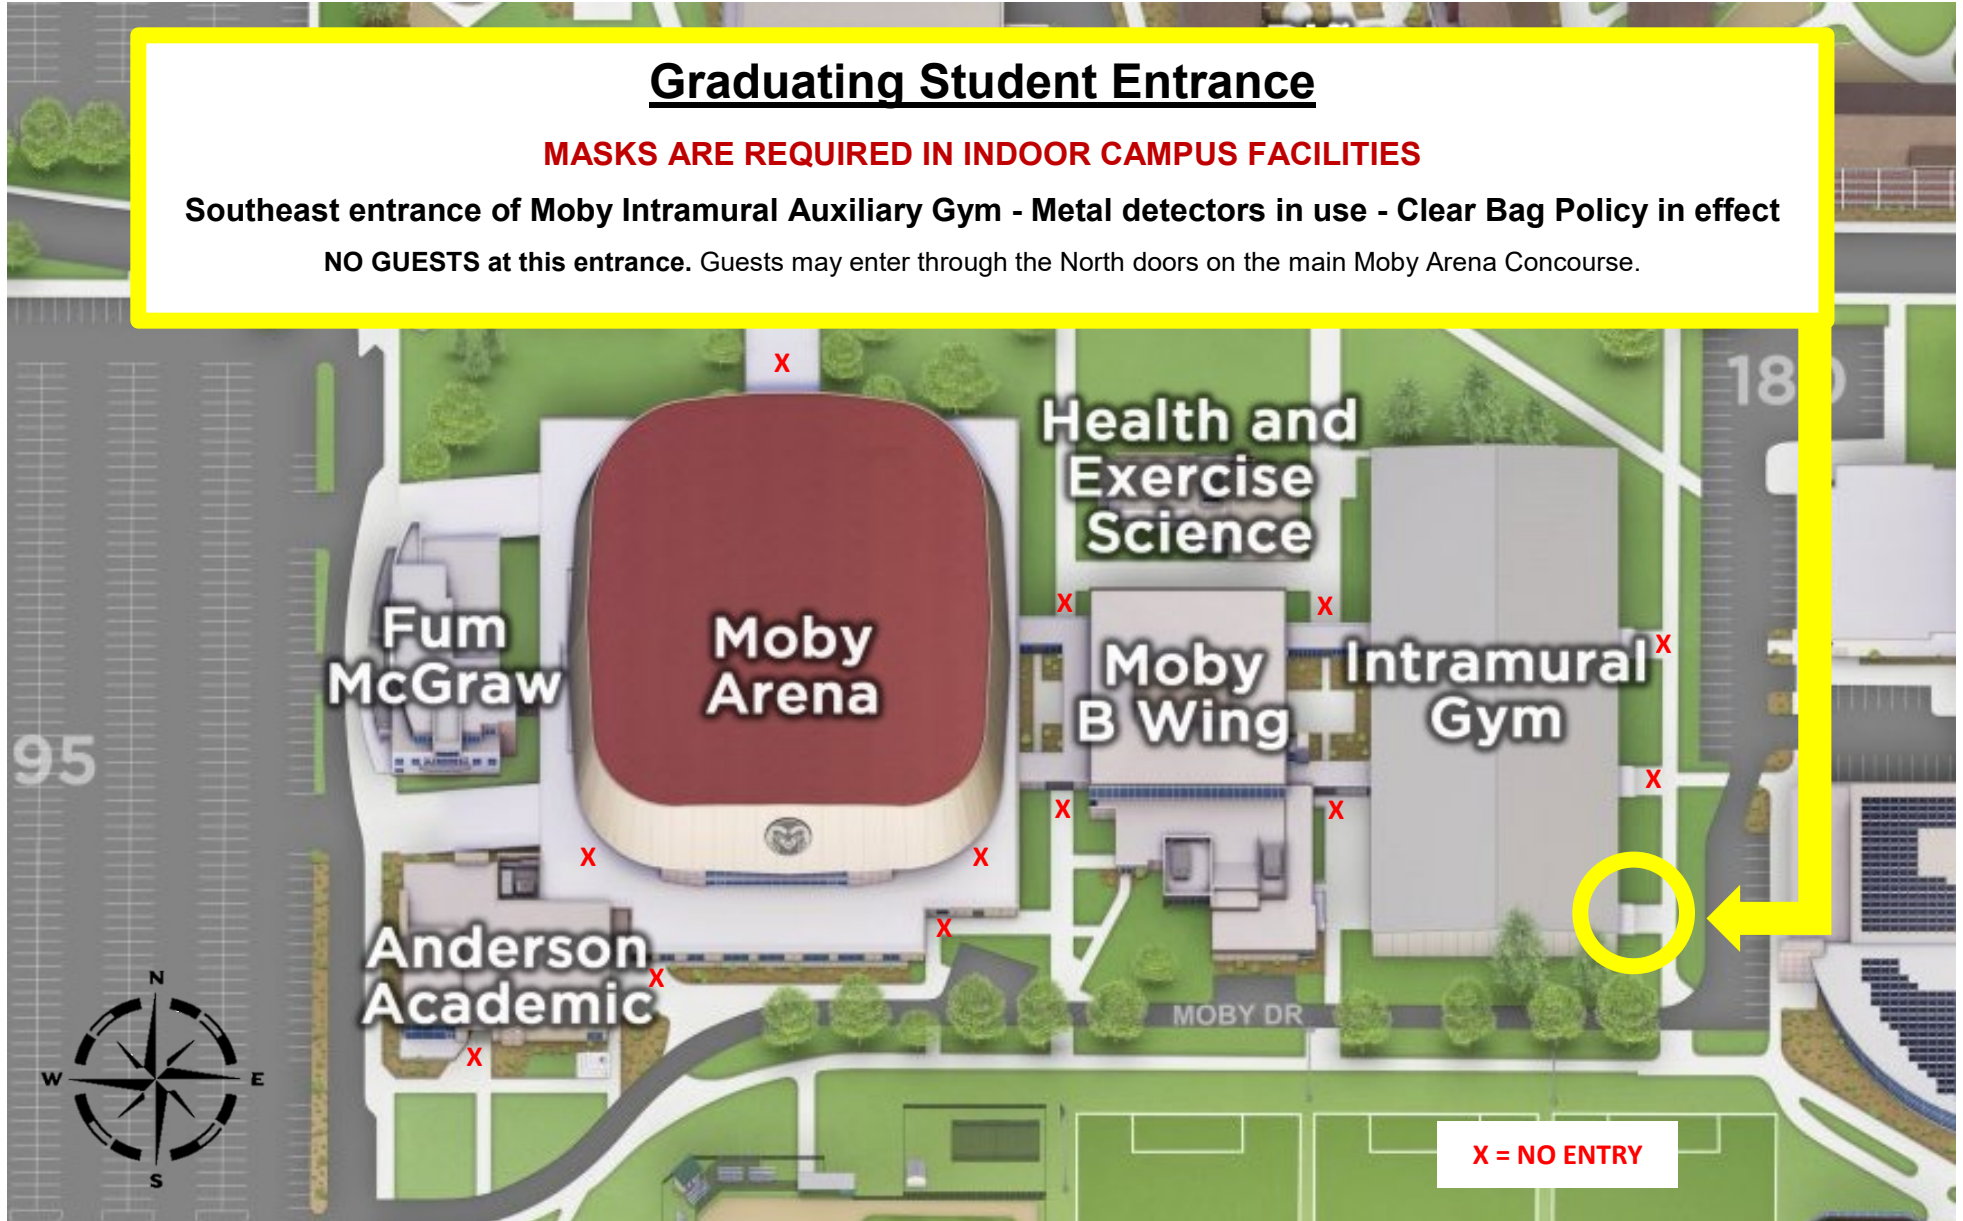 Graduating Student Entrance
MASKS ARE REQUIRED IN INDOOR CAMPUS FACILITIES
Southeast entrance of Moby Intramural Auxiliary Gym - Metal detectors in use - Clear Bag Policy in effect
NO GUESTS at this entrance. Guests may enter through the North doors on the main Moby Arena Concourse.
X
180
Health and
Exercise
Science
X
X
X
Fum
McGraw
Moby
Arena
Moby
B Wing
Intramural
Gym
95
X
X
X
X
X
X
Anderson
Academic
X
MOBY DR
X
N
W
E
S
X = NO ENTRY